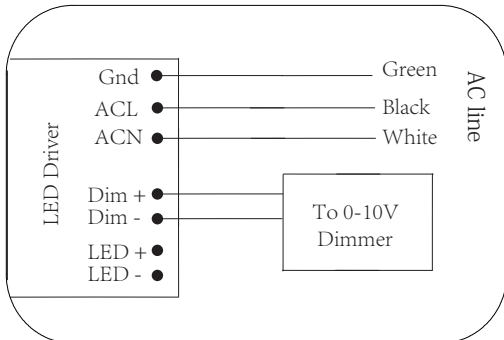 LED Driver
Gnd
ACL
ACN
Dim +
Dim -
LED +
LED -
Green
Black
White
AC line
To 0-10V
Dimmer